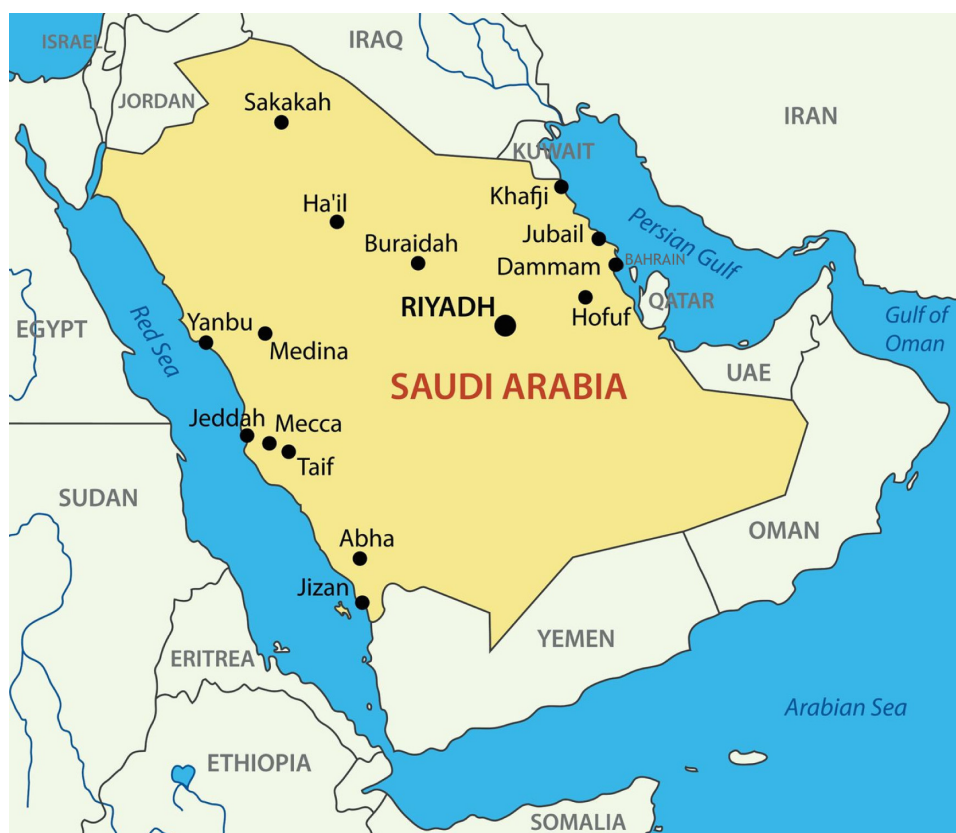 ISRAEL
IRAQ
JORDAN
Sakakah
IRAN
KUWAIT
Khafji
Ha'il
Persian Gulf
Jubail
Buraidah
Dammam
BAHRAIN
RIYADH
Hofuf
QATAR
EGYPT
Red Sea
Yanbu
Medina
Gulf of
Oman
UAE
SAUDI ARABIA
Jeddah
Mecca
Taif
SUDAN
OMAN
Abha
Jizan
YEMEN
ERITREA
Arabian Sea
ETHIOPIA
SOMALIA